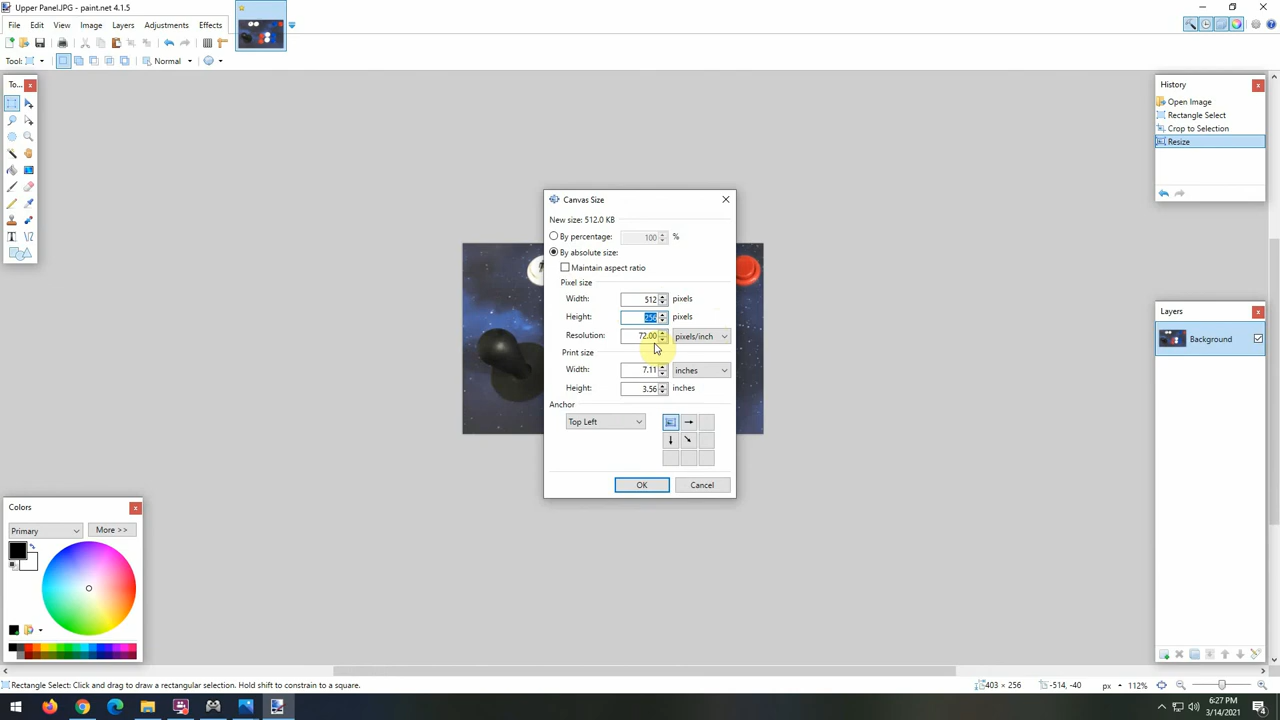 Upper Panel.JPG - paint.net 4.1.5
File Edit View Image Layers Adjustments Effects
Tool: Normal
To...
History
Open Image
Rectangle Select
Crop to Selection
Resize
Canvas Size
New size: 512.0 KB
By percentage: 100 %
By absolute size:
Maintain aspect ratio
Pixel size
Width: 512 pixels
Height: 256 pixels
Resolution: 72.00 pixels/inch
Print size
Width: 7.11 inches
Height: 3.56 inches
Anchor
Top Left
OK Cancel
Layers
Background
Colors
Primary More >>
Rectangle Select: Click and drag to draw a rectangular selection. Hold shift to constrain to a square.
403 × 256 -514, -40 px 112%
6:27 PM
3/14/2021
4